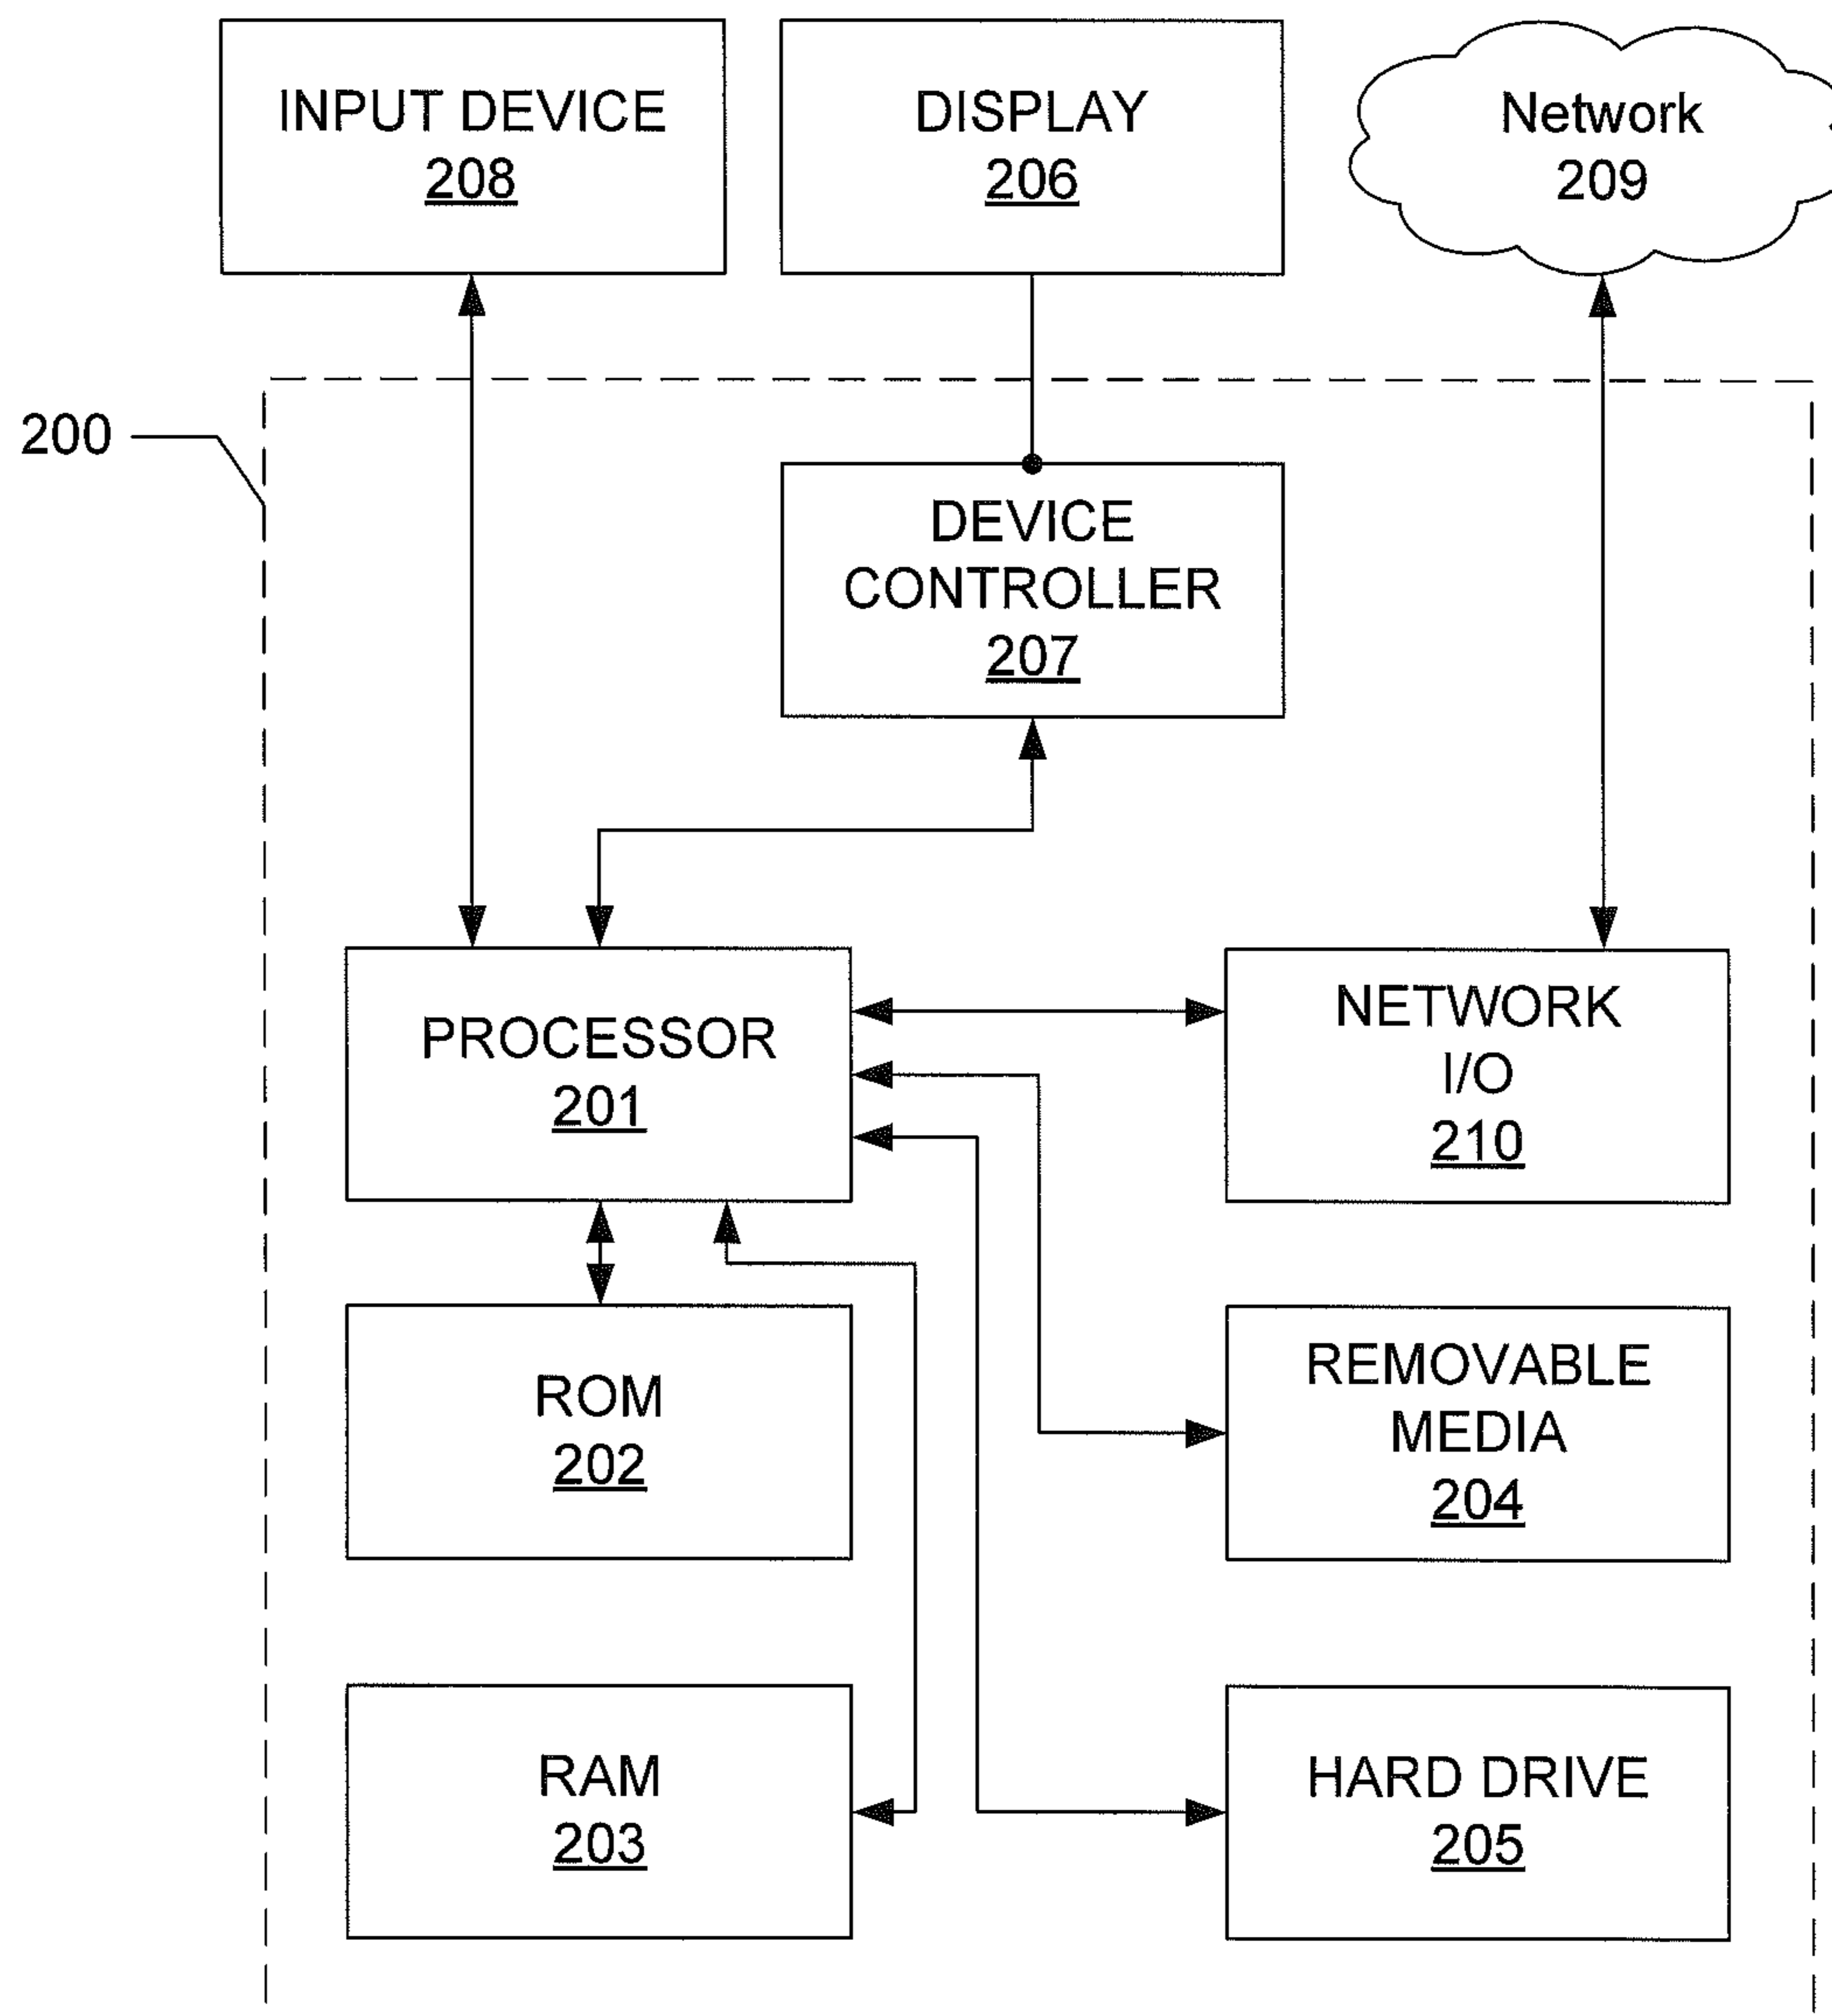 INPUT DEVICE
208
DISPLAY
206
Network
209
200
DEVICE
CONTROLLER
207
PROCESSOR
201
NETWORK
I/O
210
ROM
202
REMOVABLE
MEDIA
204
RAM
203
HARD DRIVE
205